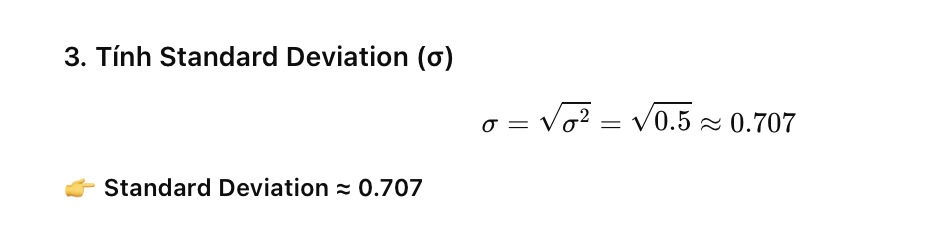 3. Tính Standard Deviation (σ)
σ = √σ² = √0.5 ≈ 0.707
👉 Standard Deviation ≈ 0.707